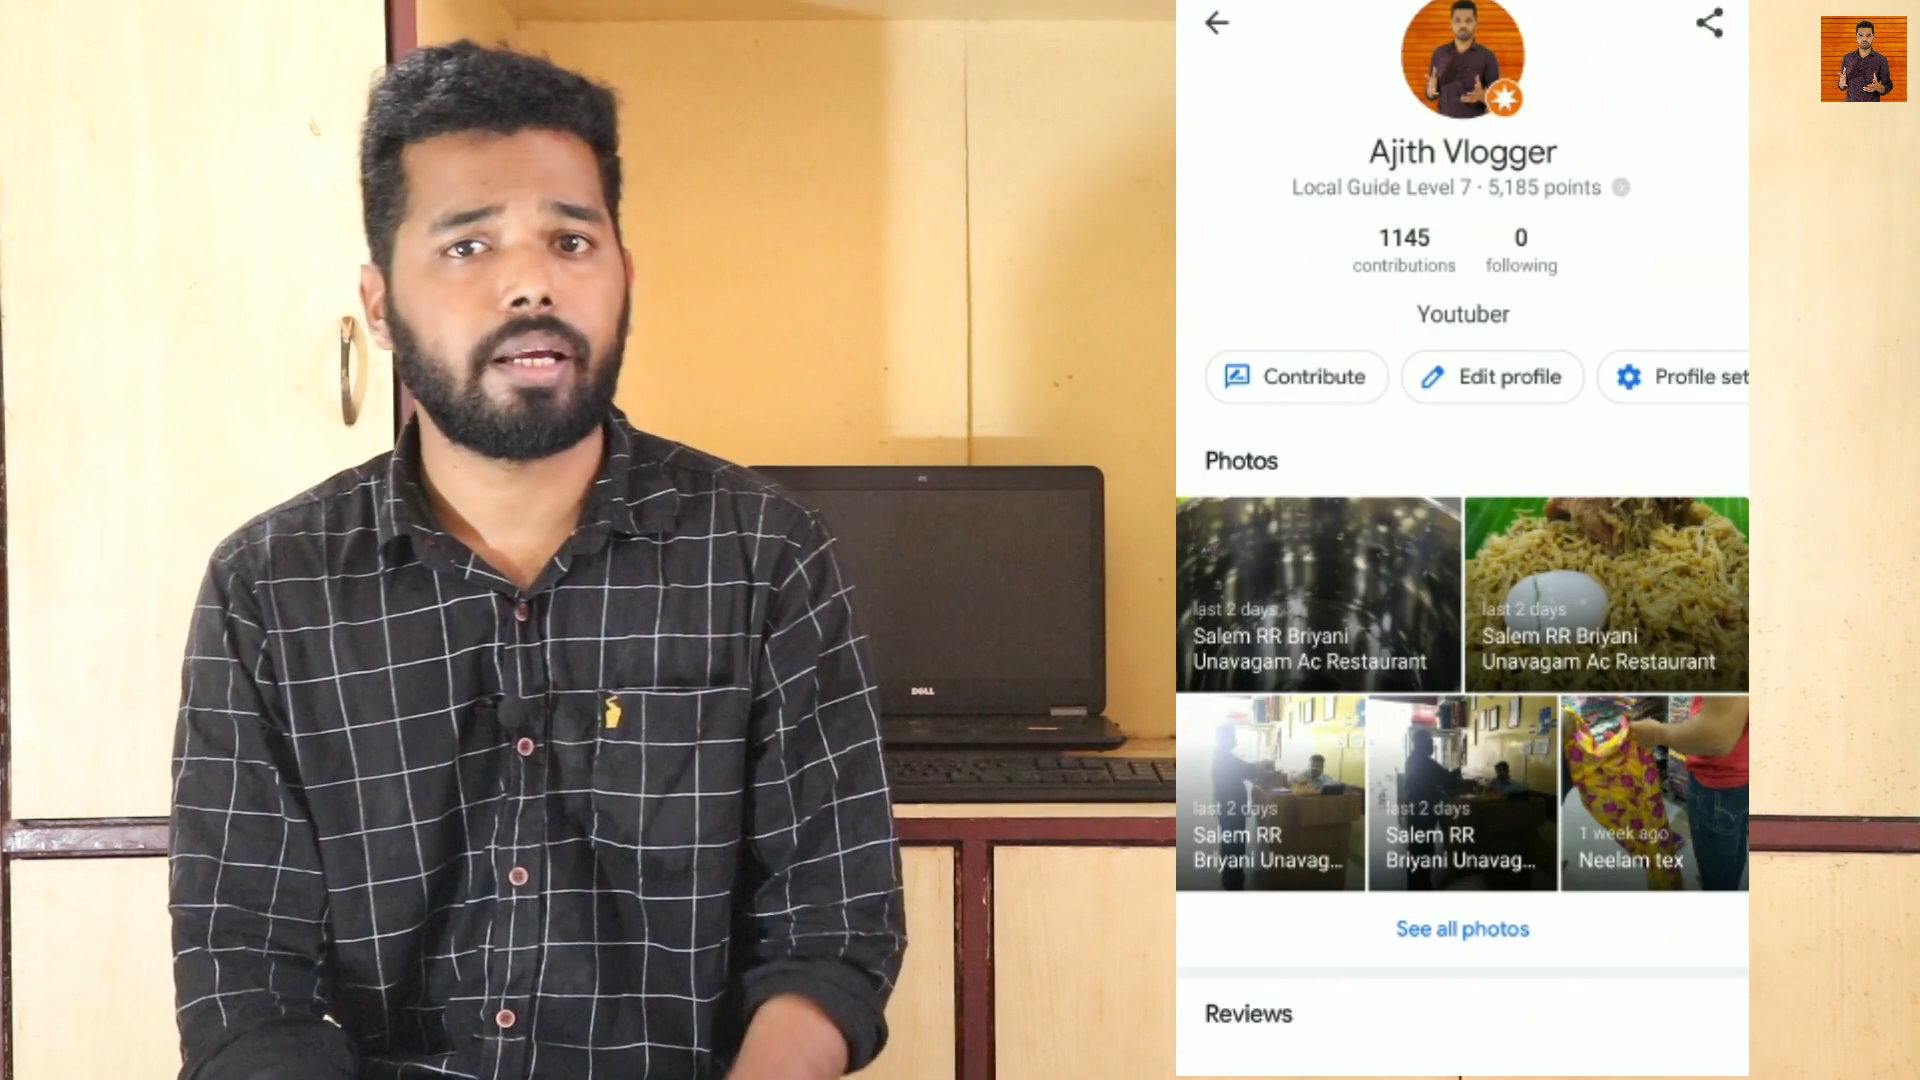 Ajith Vlogger
Local Guide Level 7 · 5,185 points
1145
contributions
0
following
Youtuber
Contribute
Edit profile
Profile set
Photos
last 2 days
Salem RR Briyani
Unavagam Ac Restaurant
last 2 days
Salem RR Briyani
Unavagam Ac Restaurant
last 2 days
Salem RR
Briyani Unavag...
last 2 days
Salem RR
Briyani Unavag...
1 week ago
Neelam tex
See all photos
Reviews
DELL